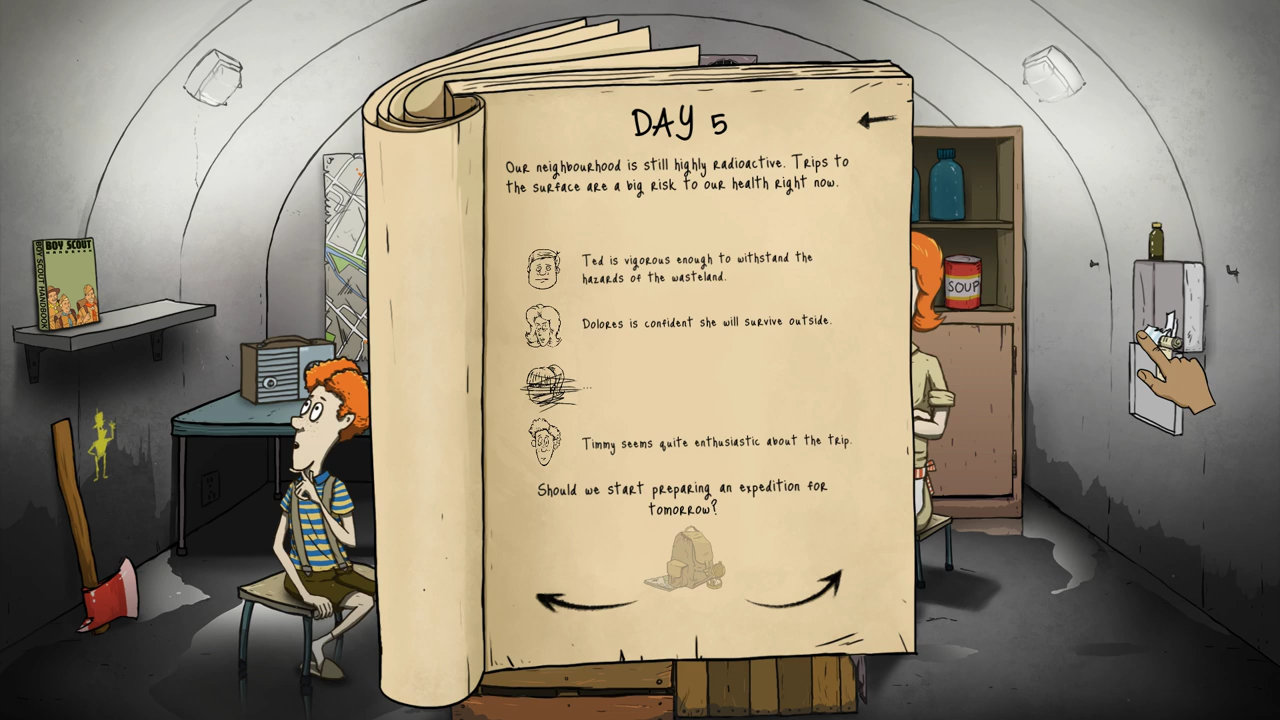 DAY 5
Our neighbourhood is still highly radioactive. Trips to
the surface are a big risk to our health right now.
Ted is vigorous enough to withstand the
hazards of the wasteland.
Dolores is confident she will survive outside.
Timmy seems quite enthusiastic about the trip.
Should we start preparing an expedition for
tomorrow?
BOY SCOUT
BOY SCOUT HANDBOOK
SOUP